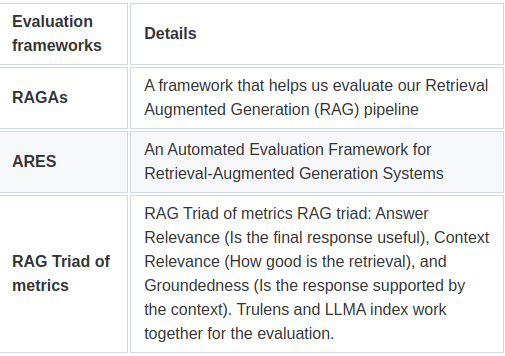 Evaluation
frameworks
Details
RAGAs
A framework that helps us evaluate our Retrieval
Augmented Generation (RAG) pipeline
ARES
An Automated Evaluation Framework for
Retrieval-Augmented Generation Systems
RAG Triad of
metrics
RAG Triad of metrics RAG triad: Answer
Relevance (Is the final response useful), Context
Relevance (How good is the retrieval), and
Groundedness (Is the response supported by
the context). Trulens and LLMA index work
together for the evaluation.